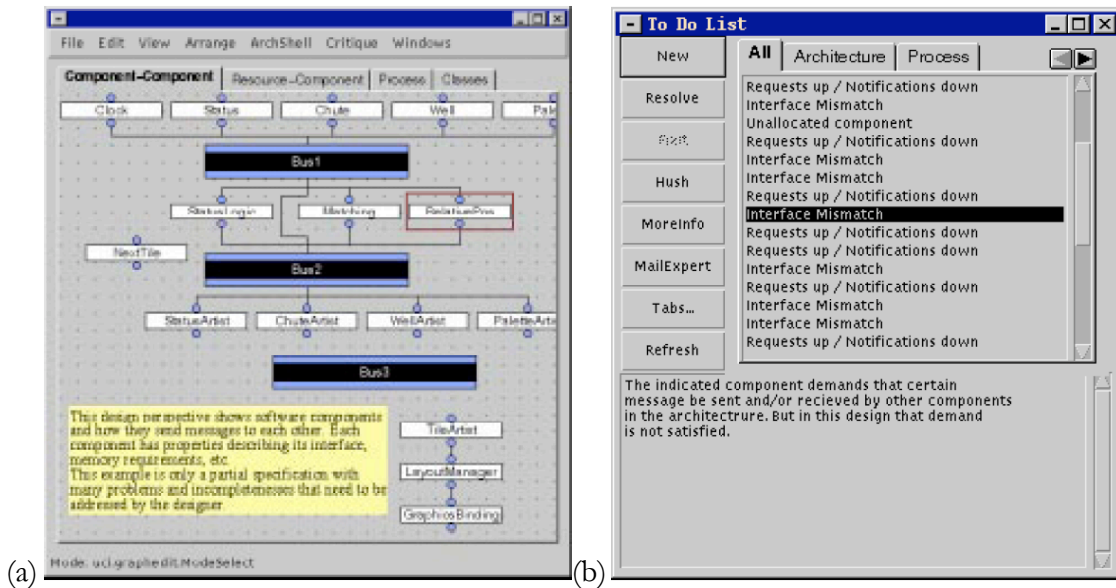 File Edit View Arrange ArchShell Critique Windows
Component-Component Resource-Component Process Classes
Clock Status Chute Well Pale
Bus1
StatusLogic Matching RelativePos
NextTile
Bus2
StatusArtist ChuteArtist WellArtist PaletteArtis
Bus3
This design perspective shows software components
and how they send messages to each other. Each
component has properties describing its interface,
memory requirements, etc.
This example is only a partial specification with
many problems and incompletenesses that need to be
addressed by the designer.
TileArtist
LayoutManager
GraphicsBinding
Mode: uci.graphedit.ModeSelect
(a)
To Do List
New
Resolve
FixIt
Hush
MoreInfo
MailExpert
Tabs...
Refresh
All Architecture Process
Requests up / Notifications down
Interface Mismatch
Unallocated component
Requests up / Notifications down
Interface Mismatch
Interface Mismatch
Requests up / Notifications down
Interface Mismatch
Requests up / Notifications down
Requests up / Notifications down
Interface Mismatch
Requests up / Notifications down
Interface Mismatch
Interface Mismatch
Requests up / Notifications down
The indicated component demands that certain
message be sent and/or recieved by other components
in the architectrure. But in this design that demand
is not satisfied.
(b)